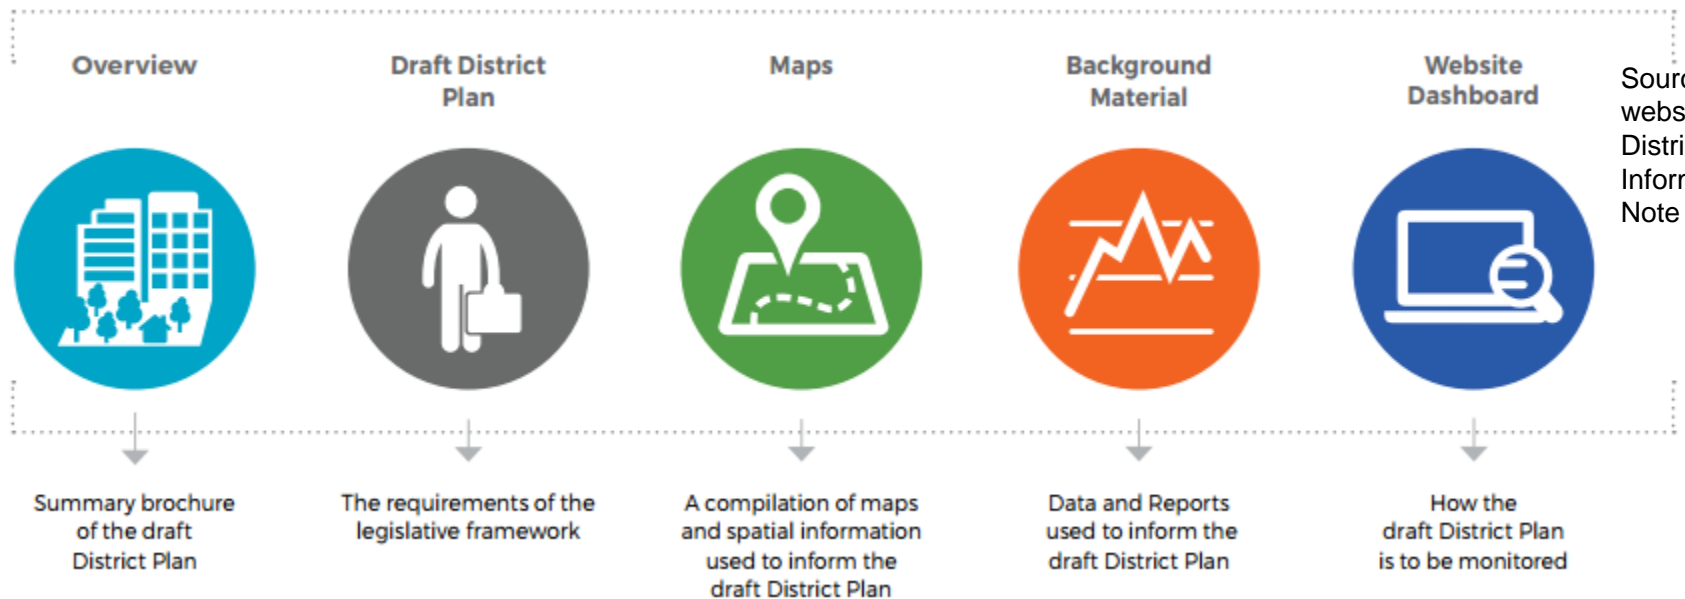 Overview
Draft District
Plan
Maps
Background
Material
Website
Dashboard
Note
Summary brochure
of the draft
District Plan
The requirements of the
legislative framework
A compilation of maps
and spatial information
used to inform the
draft District Plan
Data and Reports
used to inform the
draft District Plan
How the
draft District Plan
is to be monitored